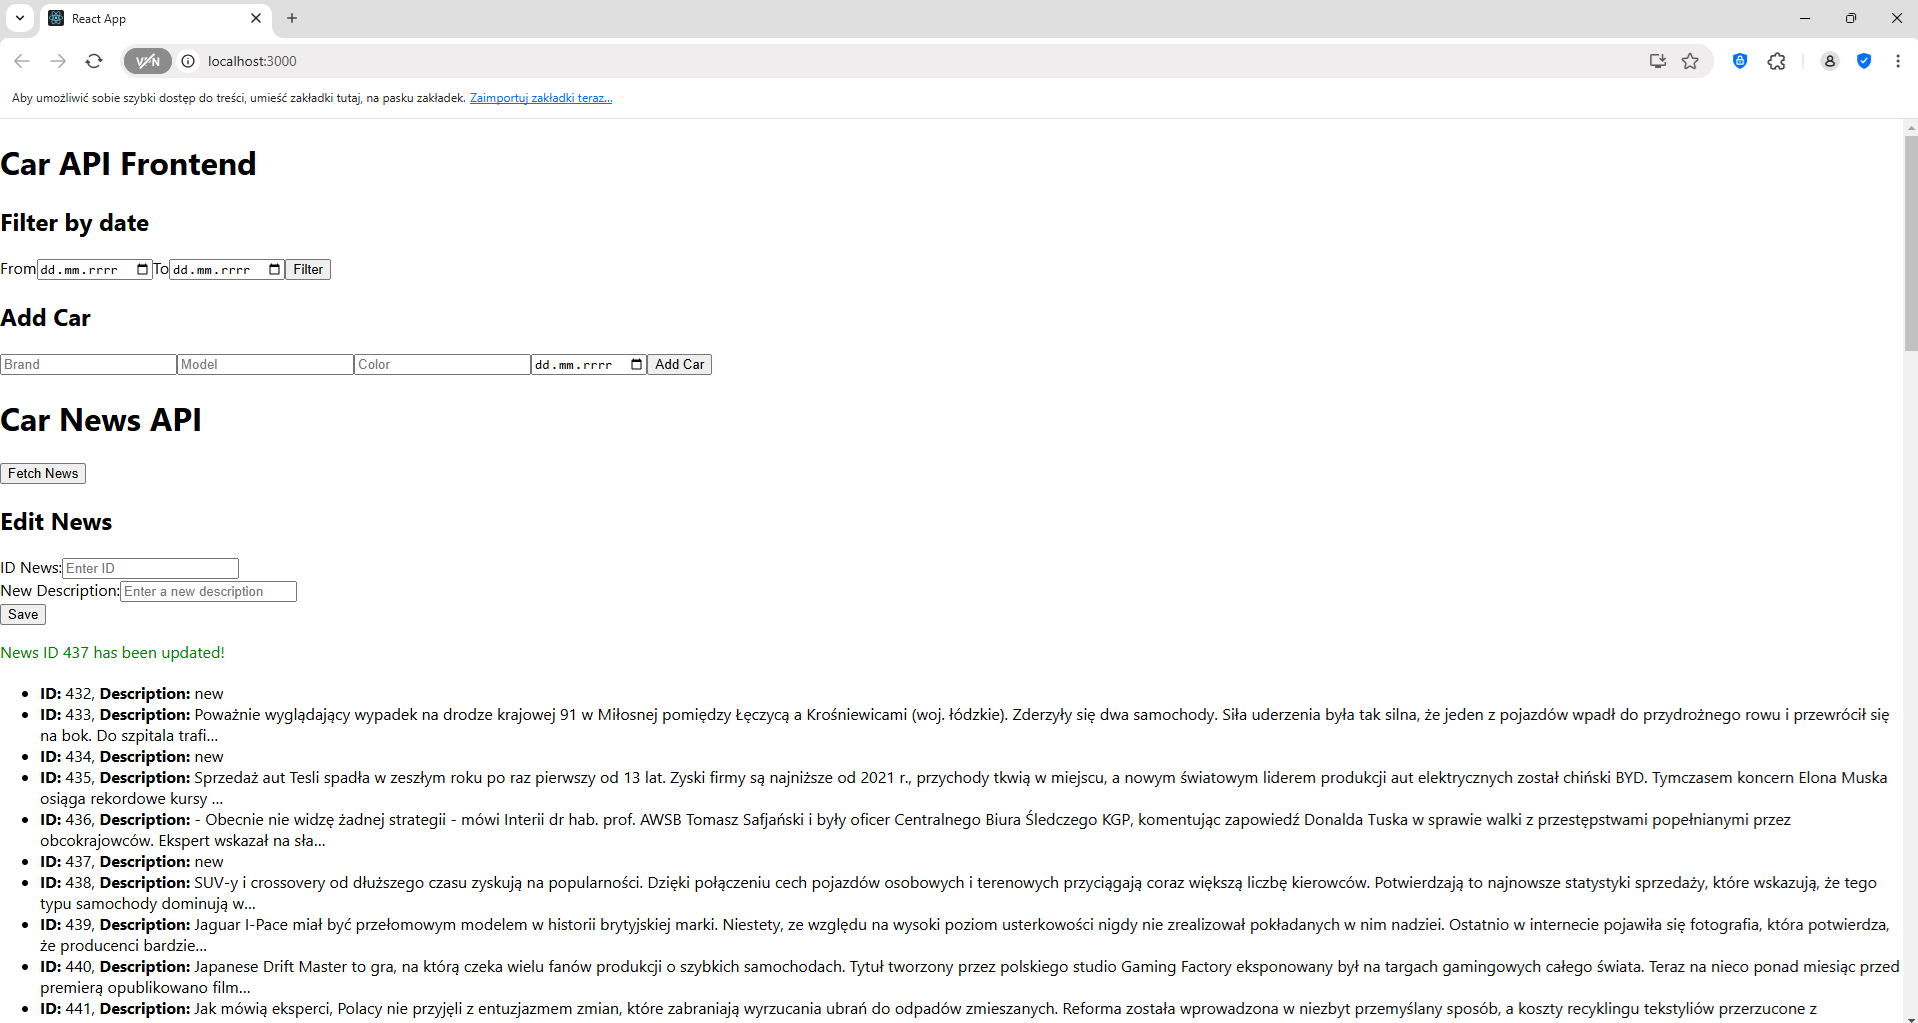 React App
VPN
localhost:3000
Aby umożliwić sobie szybki dostęp do treści, umieść zakładki tutaj, na pasku zakładek. Zaimportuj zakładki teraz...
Car API Frontend
Filter by date
From dd.mm.rrrr To dd.mm.rrrr Filter
Add Car
Brand Model Color dd.mm.rrrr Add Car
Car News API
Fetch News
Edit News
ID News: Enter ID
New Description: Enter a new description
Save
News ID 437 has been updated!
ID: 432, Description: new
ID: 433, Description: Poważnie wyglądający wypadek na drodze krajowej 91 w Miłosnej pomiędzy Łęczycą a Krośniewicami (woj. łódzkie). Zderzyły się dwa samochody. Siła uderzenia była tak silna, że jeden z pojazdów wpadł do przydrożnego rowu i przewrócił się
na bok. Do szpitala trafi...
ID: 434, Description: new
ID: 435, Description: Sprzedaż aut Tesli spadła w zeszłym roku po raz pierwszy od 13 lat. Zyski firmy są najniższe od 2021 r., przychody tkwią w miejscu, a nowym światowym liderem produkcji aut elektrycznych został chiński BYD. Tymczasem koncern Elona Muska
osiąga rekordowe kursy ...
ID: 436, Description: - Obecnie nie widzę żadnej strategii - mówi Interii dr hab. prof. AWSB Tomasz Safjański i były oficer Centralnego Biura Śledczego KGP, komentując zapowiedź Donalda Tuska w sprawie walki z przestępstwami popełnianymi przez
obcokrajowców. Ekspert wskazał na sła...
ID: 437, Description: new
ID: 438, Description: SUV-y i crossovery od dłuższego czasu zyskują na popularności. Dzięki połączeniu cech pojazdów osobowych i terenowych przyciągają coraz większą liczbę kierowców. Potwierdzają to najnowsze statystyki sprzedaży, które wskazują, że tego
typu samochody dominują w...
ID: 439, Description: Jaguar I-Pace miał być przełomowym modelem w historii brytyjskiej marki. Niestety, ze względu na wysoki poziom usterkowości nigdy nie zrealizował pokładanych w nim nadziei. Ostatnio w internecie pojawiła się fotografia, która potwierdza,
że producenci bardzie...
ID: 440, Description: Japanese Drift Master to gra, na którą czeka wielu fanów produkcji o szybkich samochodach. Tytuł tworzony przez polskiego studio Gaming Factory eksponowany był na targach gamingowych całego świata. Teraz na nieco ponad miesiąc przed
premierą opublikowano film...
ID: 441, Description: Jak mówią eksperci, Polacy nie przyjęli z entuzjazmem zmian, które zabraniają wyrzucania ubrań do odpadów zmieszanych. Reforma została wprowadzona w niezbyt przemyślany sposób, a koszty recyklingu tekstyliów przerzucone z